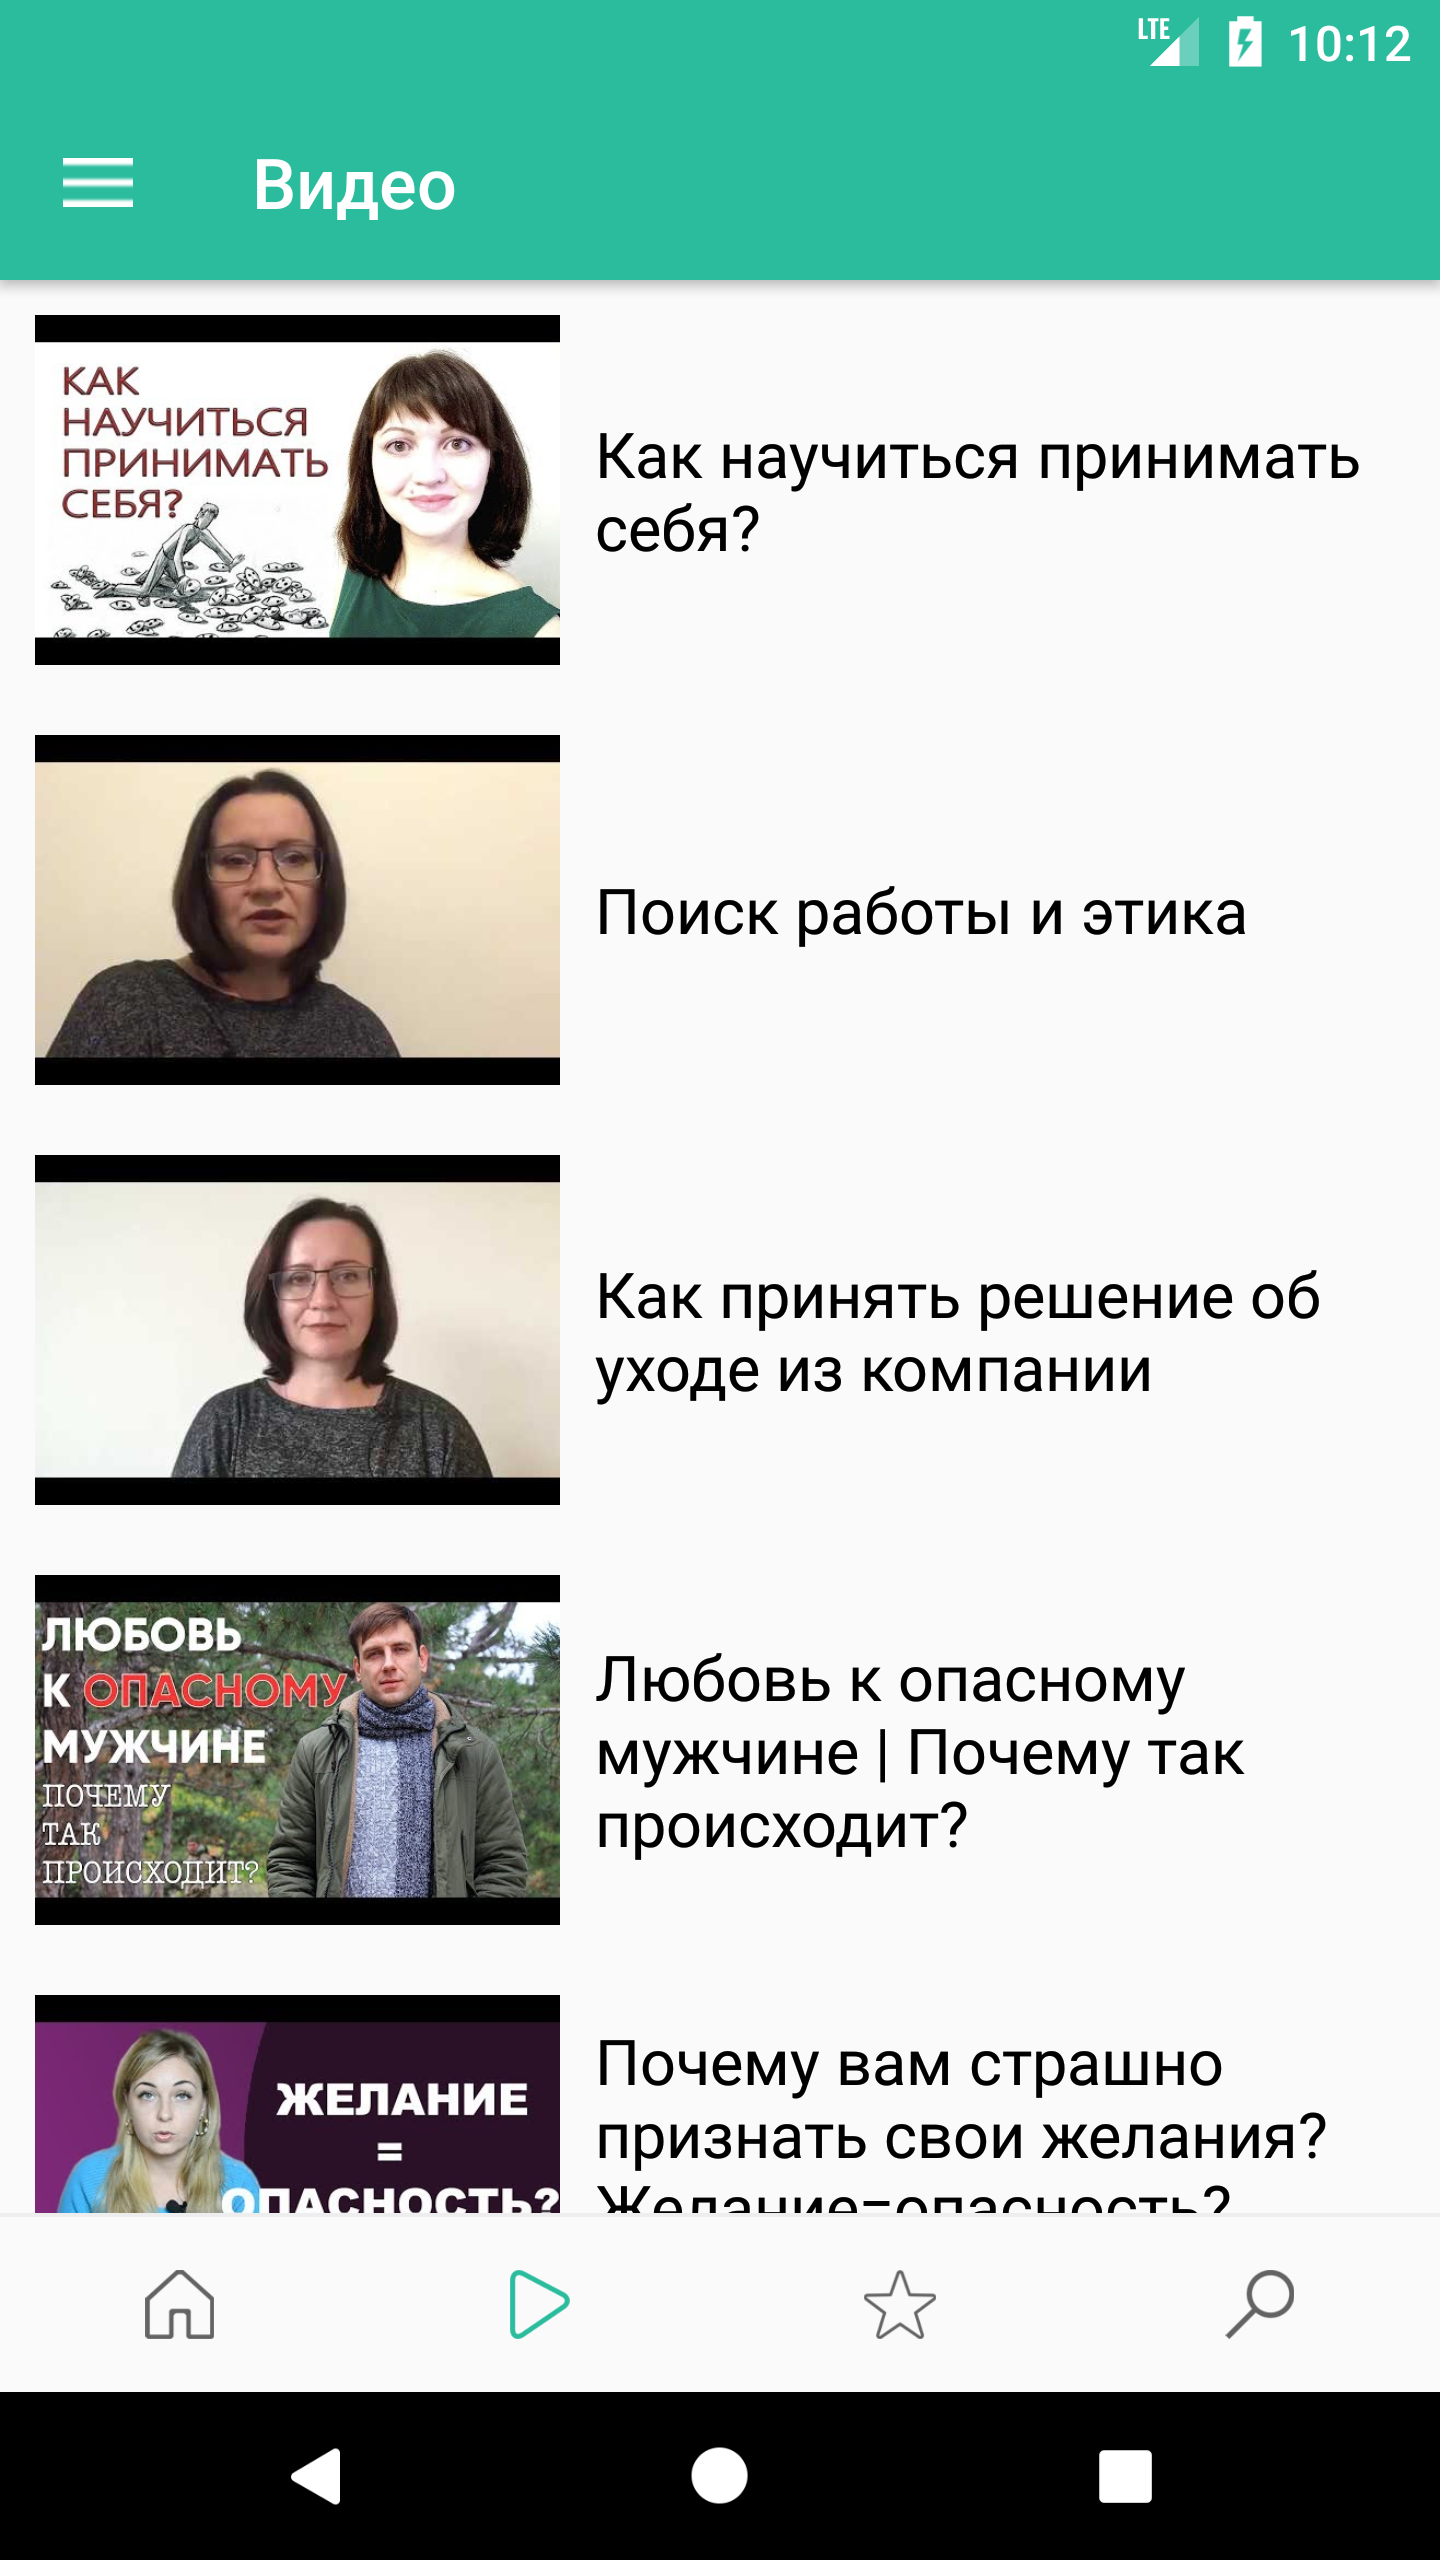 LTE 10:12
Видео
КАК
НАУЧИТЬСЯ
ПРИНИМАТЬ
СЕБЯ?
Как научиться принимать
себя?
Поиск работы и этика
Как принять решение об
уходе из компании
ЛЮБОВЬ
К ОПАСНОМУ
МУЖЧИНЕ
ПОЧЕМУ
ТАК
ПРОИСХОДИТ?
Любовь к опасному
мужчине | Почему так
происходит?
ЖЕЛАНИЕ
=
ОПАСНОСТЬ?
Почему вам страшно
признать свои желания?
Желание=опасность?